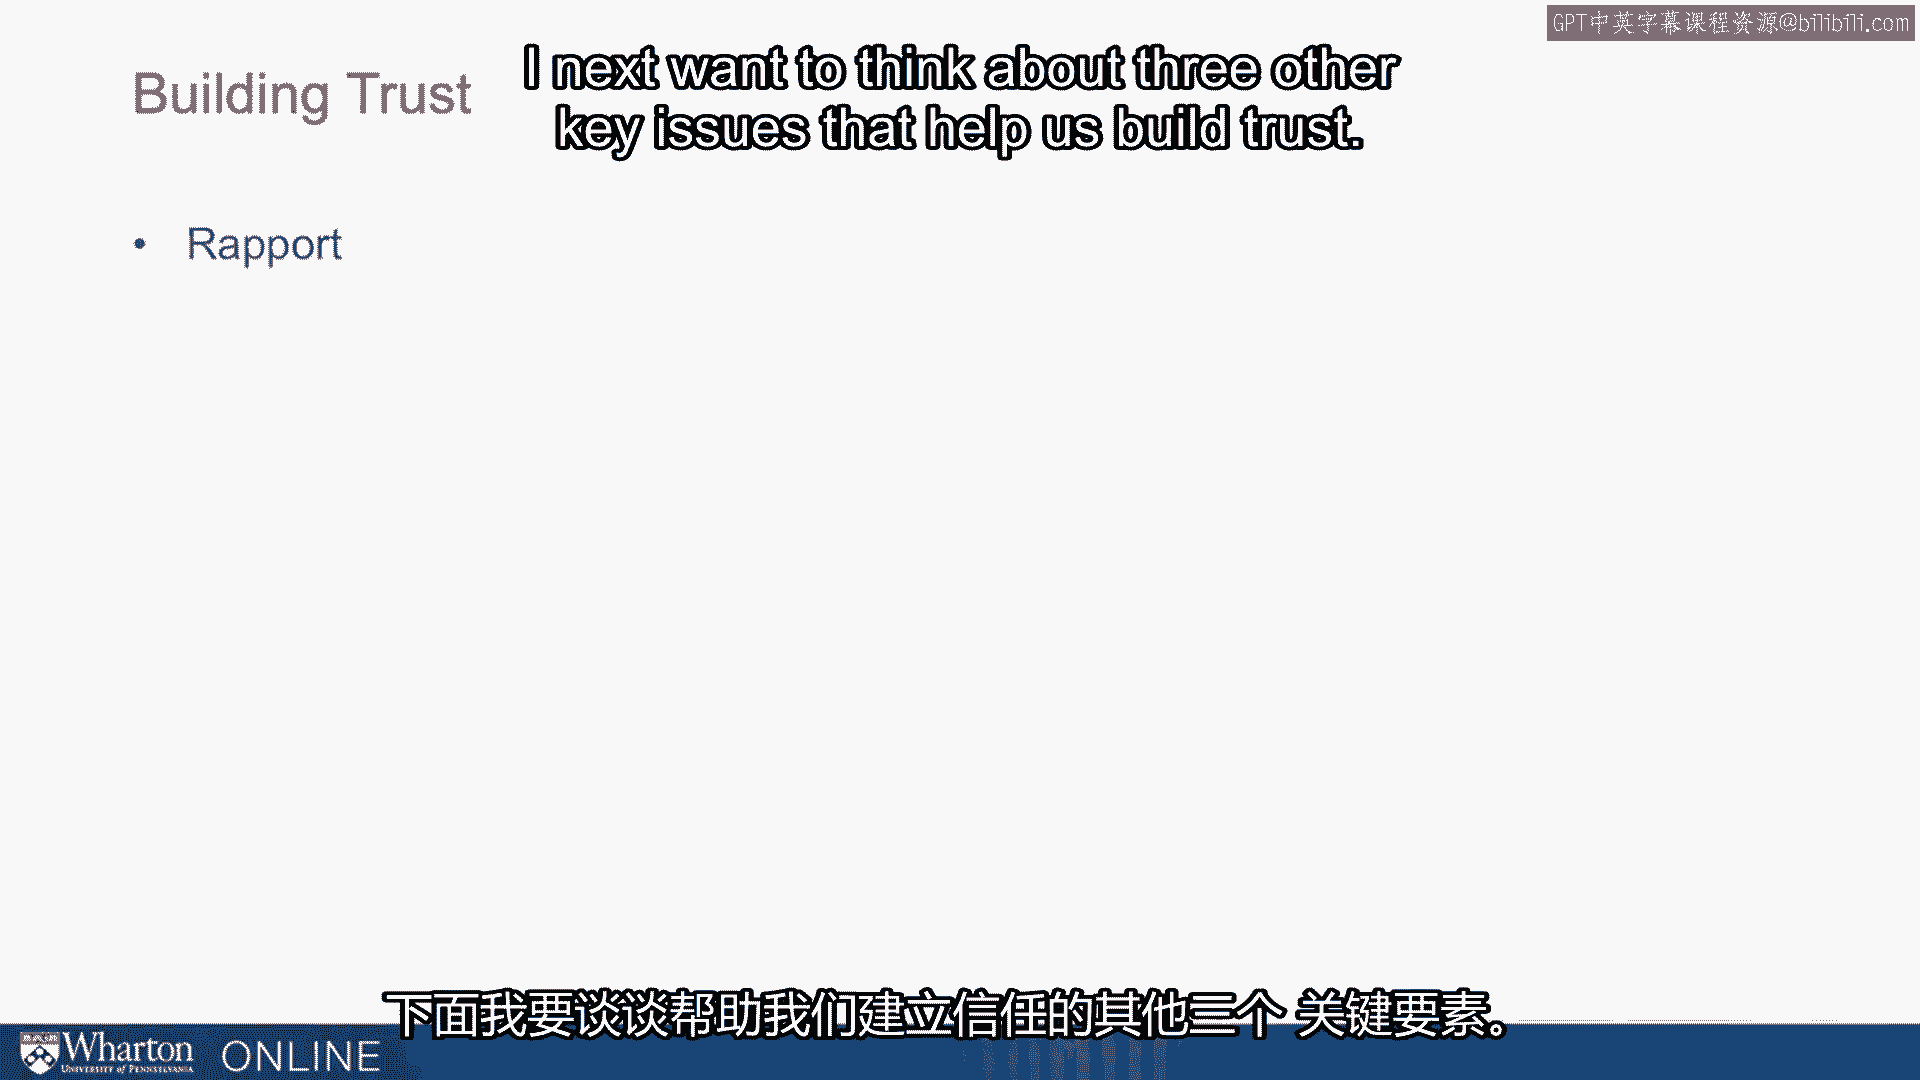 GPT中英字幕课程资源@bilibili.com
I next want to think about three other
key issues that help us build trust.
Building Trust
• Rapport
下面我要谈谈帮助我们建立信任的其他三个 关键要素。
Wharton
UNIVERSITY of PENNSYLVANIA
ONLINE